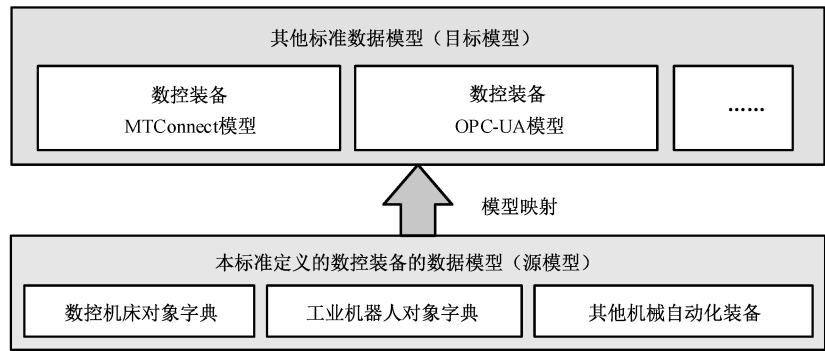 其他标准数据模型（目标模型）
数控装备
MTConnect模型
数控装备
OPC-UA模型
……
模型映射
本标准定义的数控装备的数据模型（源模型）
数控机床对象字典
工业机器人对象字典
其他机械自动化装备